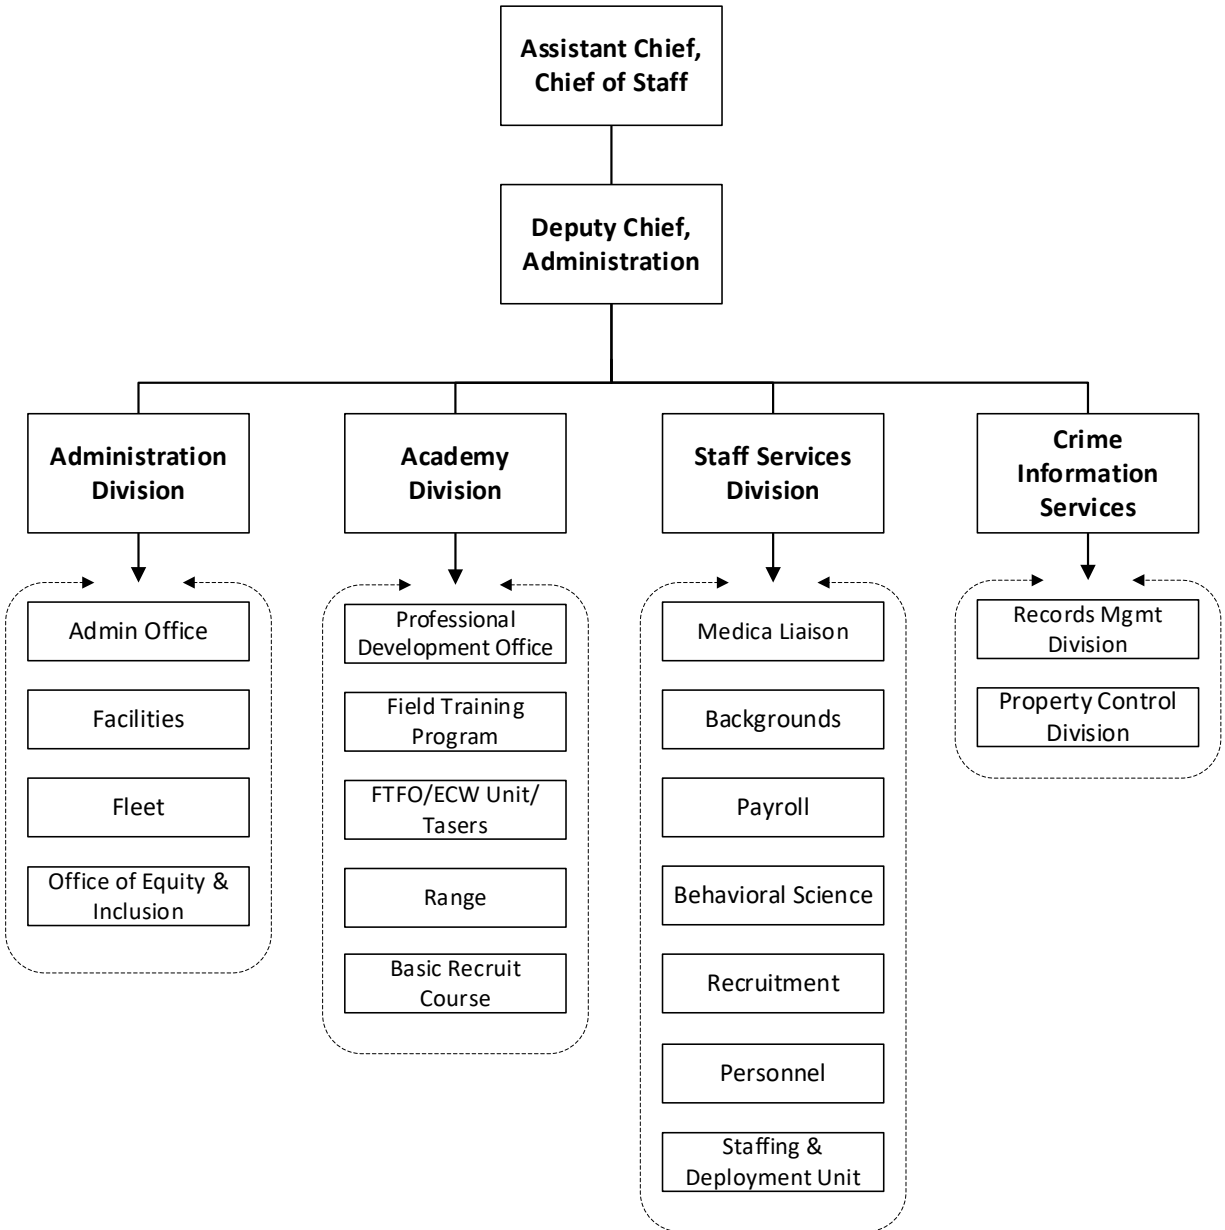 Assistant Chief,
Chief of Staff
Deputy Chief,
Administration
Administration
Division
Academy
Division
Staff Services
Division
Crime
Information
Services
Admin Office
Facilities
Fleet
Office of Equity &
Inclusion
Professional
Development Office
Field Training
Program
FTFO/ECW Unit/
Tasers
Range
Basic Recruit
Course
Medica Liaison
Backgrounds
Payroll
Behavioral Science
Recruitment
Personnel
Staffing &
Deployment Unit
Records Mgmt
Division
Property Control
Division